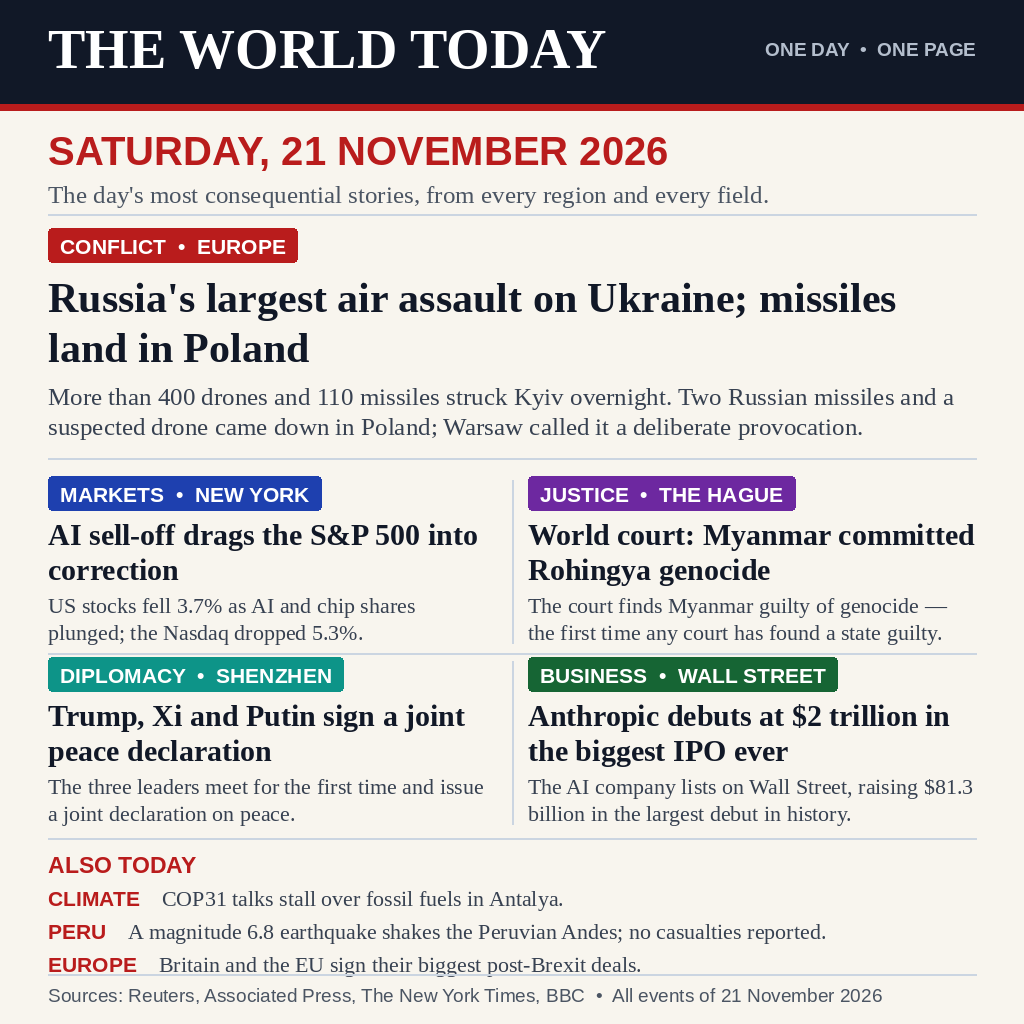 THE WORLD TODAY
ONE DAY • ONE PAGE
SATURDAY, 21 NOVEMBER 2026
The day's most consequential stories, from every region and every field.
CONFLICT • EUROPE
Russia's largest air assault on Ukraine; missiles
land in Poland
More than 400 drones and 110 missiles struck Kyiv overnight. Two Russian missiles and a
suspected drone came down in Poland; Warsaw called it a deliberate provocation.
MARKETS • NEW YORK
AI sell-off drags the S&P 500 into
correction
US stocks fell 3.7% as AI and chip shares
plunged; the Nasdaq dropped 5.3%.
JUSTICE • THE HAGUE
World court: Myanmar committed
Rohingya genocide
The court finds Myanmar guilty of genocide —
the first time any court has found a state guilty.
DIPLOMACY • SHENZHEN
Trump, Xi and Putin sign a joint
peace declaration
The three leaders meet for the first time and issue
a joint declaration on peace.
BUSINESS • WALL STREET
Anthropic debuts at $2 trillion in
the biggest IPO ever
The AI company lists on Wall Street, raising $81.3
billion in the largest debut in history.
ALSO TODAY
CLIMATE COP31 talks stall over fossil fuels in Antalya.
PERU A magnitude 6.8 earthquake shakes the Peruvian Andes; no casualties reported.
EUROPE Britain and the EU sign their biggest post-Brexit deals.
Sources: Reuters, Associated Press, The New York Times, BBC • All events of 21 November 2026